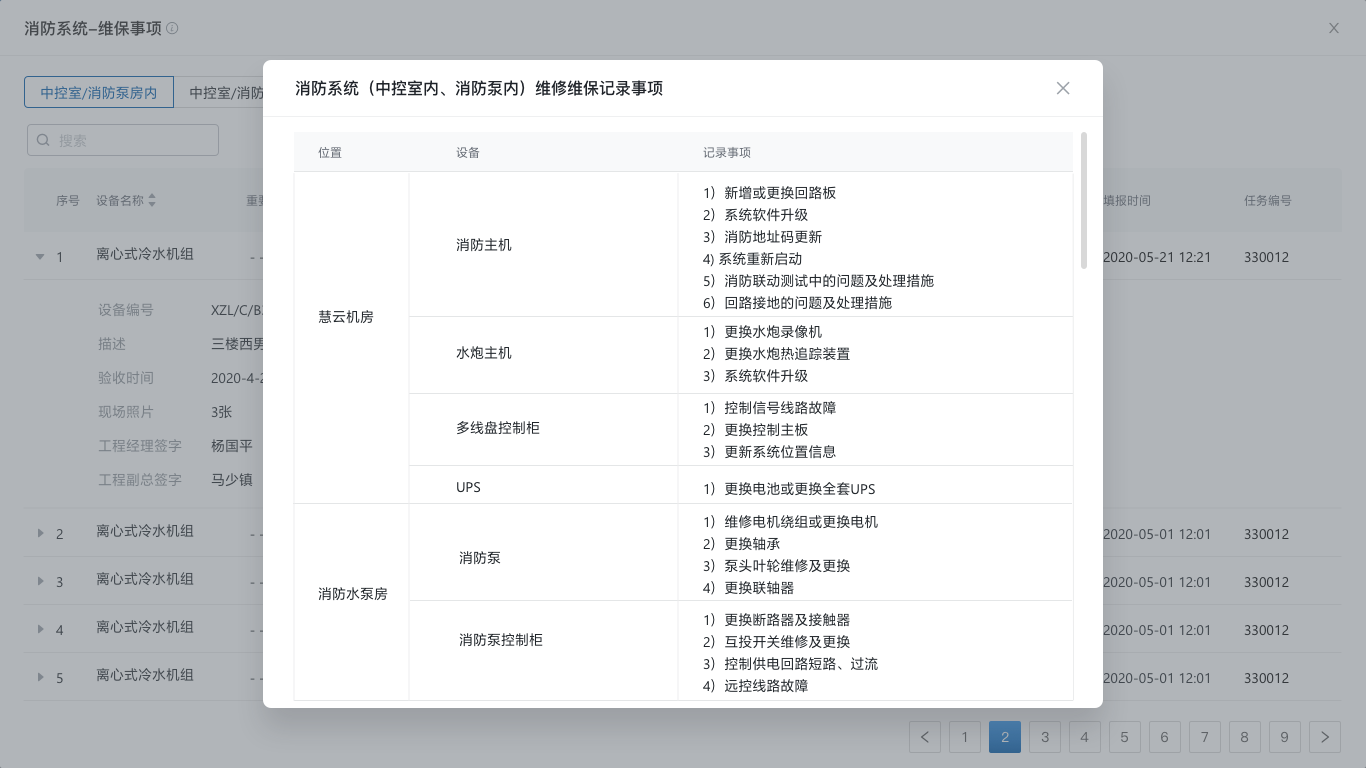 消防系统–维保事项
中控室/消防泵房内
中控室/消防
搜索
序号 设备名称 重要 填报时间 任务编号
1 离心式冷水机组 - - 2020-05-21 12:21 330012
设备编号 XZL/C/B
描述 三楼西男
验收时间 2020-4-2
现场照片 3张
工程经理签字 杨国平
工程副总签字 马少镇
2 离心式冷水机组 - - 2020-05-01 12:01 330012
3 离心式冷水机组 - - 2020-05-01 12:01 330012
4 离心式冷水机组 - - 2020-05-01 12:01 330012
5 离心式冷水机组 - - 2020-05-01 12:01 330012
1 2 3 4 5 6 7 8 9
消防系统（中控室内、消防泵内）维修维保记录事项
位置 设备 记录事项
慧云机房
消防主机
1）新增或更换回路板
2）系统软件升级
3）消防地址码更新
4) 系统重新启动
5）消防联动测试中的问题及处理措施
6）回路接地的问题及处理措施
水炮主机
1）更换水炮录像机
2）更换水炮热追踪装置
3）系统软件升级
多线盘控制柜
1）控制信号线路故障
2）更换控制主板
3）更新系统位置信息
UPS
1）更换电池或更换全套UPS
消防水泵房
消防泵
1）维修电机绕组或更换电机
2）更换轴承
3）泵头叶轮维修及更换
4）更换联轴器
消防泵控制柜
1）更换断路器及接触器
2）互投开关维修及更换
3）控制供电回路短路、过流
4）远控线路故障